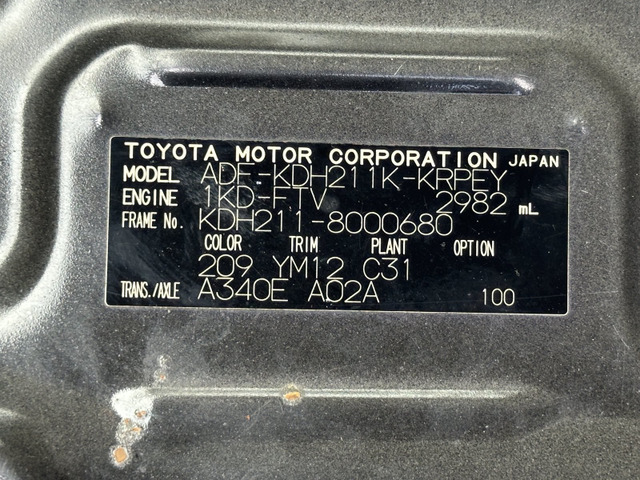 TOYOTA MOTOR CORPORATION JAPAN
MODEL ADF-KDH211K-KRPEY
ENGINE 1KD-FTV 2982 mL
FRAME No. KDH211-8000680
COLOR TRIM PLANT OPTION
209 YM12 C31
TRANS./AXLE A340E A02A 100